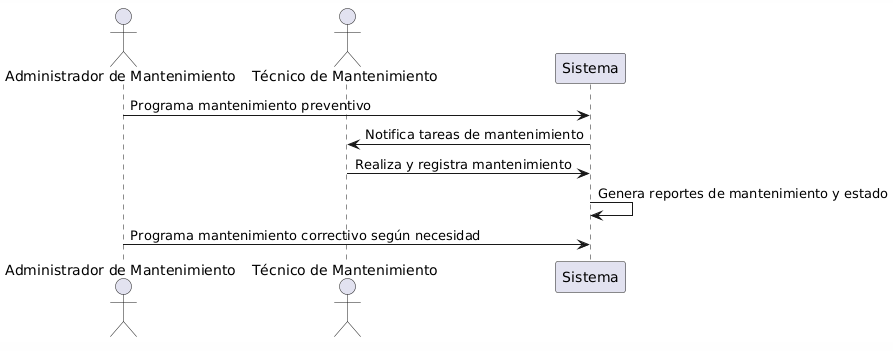 Administrador de Mantenimiento
Técnico de Mantenimiento
Sistema
Programa mantenimiento preventivo
Notifica tareas de mantenimiento
Realiza y registra mantenimiento
Genera reportes de mantenimiento y estado
Programa mantenimiento correctivo según necesidad
Administrador de Mantenimiento
Técnico de Mantenimiento
Sistema